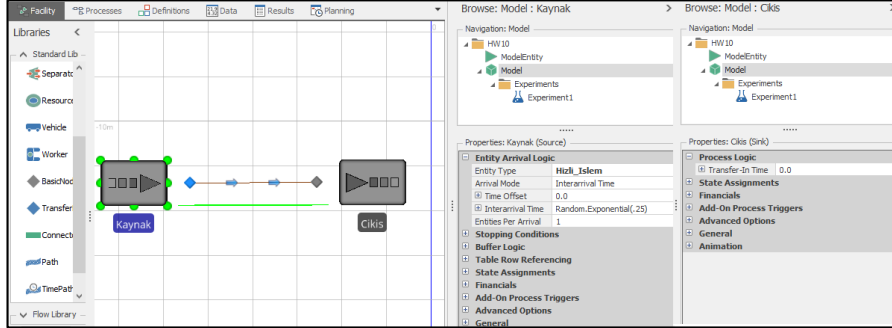 Facility Processes Definitions Data Results Planning
Libraries <
Standard Lib
Separato
Resource
Vehicle
Worker
BasicNod
Transfer
Connecto
Path
TimePath
Flow Library
0
-10m
Kaynak
Cikis
Browse: Model : Kaynak >
Navigation: Model
HW10
ModelEntity
Model
Experiments
Experiment1
Properties: Kaynak (Source)
Entity Arrival Logic
Entity Type Hizli_Islem
Arrival Mode Interarrival Time
Time Offset 0.0
Interarrival Time Random.Exponential(.25)
Entities Per Arrival 1
Stopping Conditions
Buffer Logic
Table Row Referencing
State Assignments
Financials
Add-On Process Triggers
Advanced Options
General
Browse: Model : Cikis
Navigation: Model
HW10
ModelEntity
Model
Experiments
Experiment1
Properties: Cikis (Sink)
Process Logic
Transfer-In Time 0.0
State Assignments
Financials
Add-On Process Triggers
Advanced Options
General
Animation